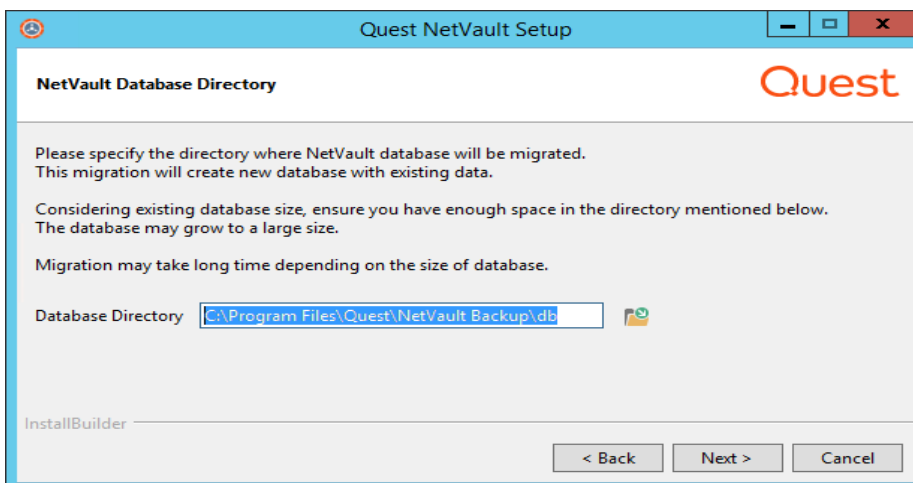 Quest NetVault Setup
NetVault Database Directory
Quest
Please specify the directory where NetVault database will be migrated.
This migration will create new database with existing data.
Considering existing database size, ensure you have enough space in the directory mentioned below.
The database may grow to a large size.
Migration may take long time depending on the size of database.
Database Directory C:\Program Files\Quest\NetVault Backup\db
InstallBuilder
< Back Next > Cancel